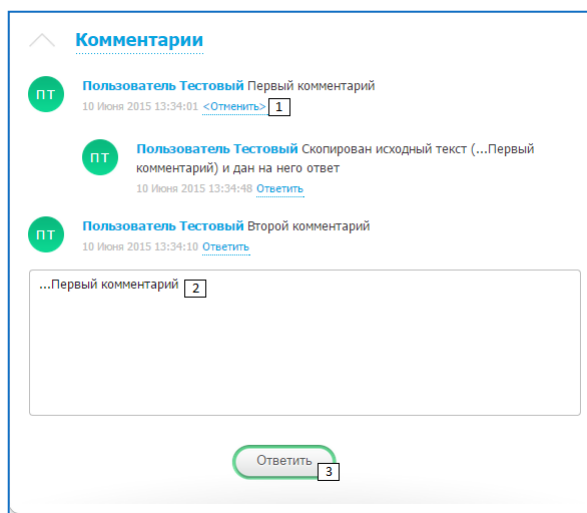 Комментарии
ПТ
Пользователь Тестовый Первый комментарий
10 Июня 2015 13:34:01 <Отменить> 1
ПТ
Пользователь Тестовый Скопирован исходный текст (...Первый
комментарий) и дан на него ответ
10 Июня 2015 13:34:48 Ответить
ПТ
Пользователь Тестовый Второй комментарий
10 Июня 2015 13:34:10 Ответить
...Первый комментарий 2
Ответить 3